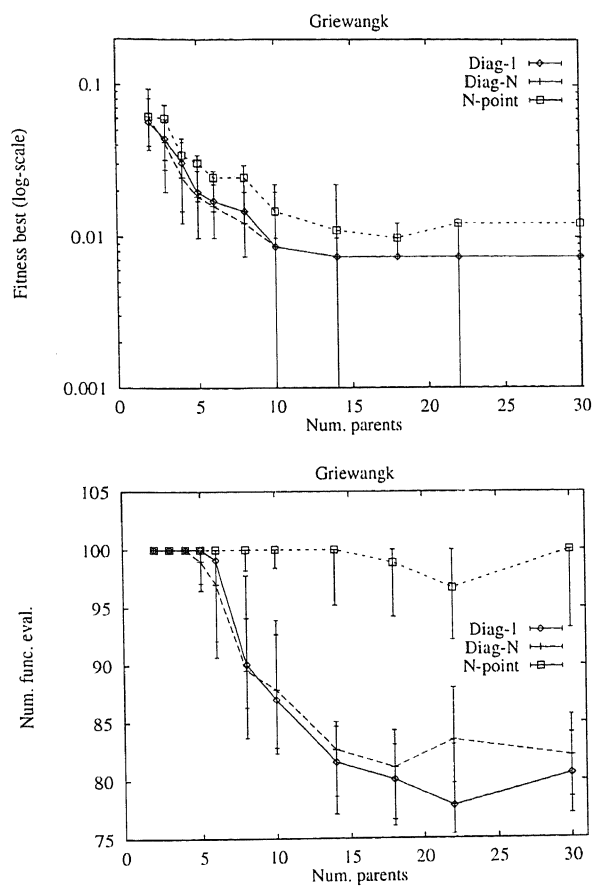 Griewangk
0.1
0.01
0.001
Fitness best (log-scale)
Diag-1
Diag-N
N-point
0 5 10 15 20 25 30
Num. parents
Griewangk
105
100
95
90
85
80
75
Num. func. eval.
Diag-1
Diag-N
N-point
0 5 10 15 20 25 30
Num. parents